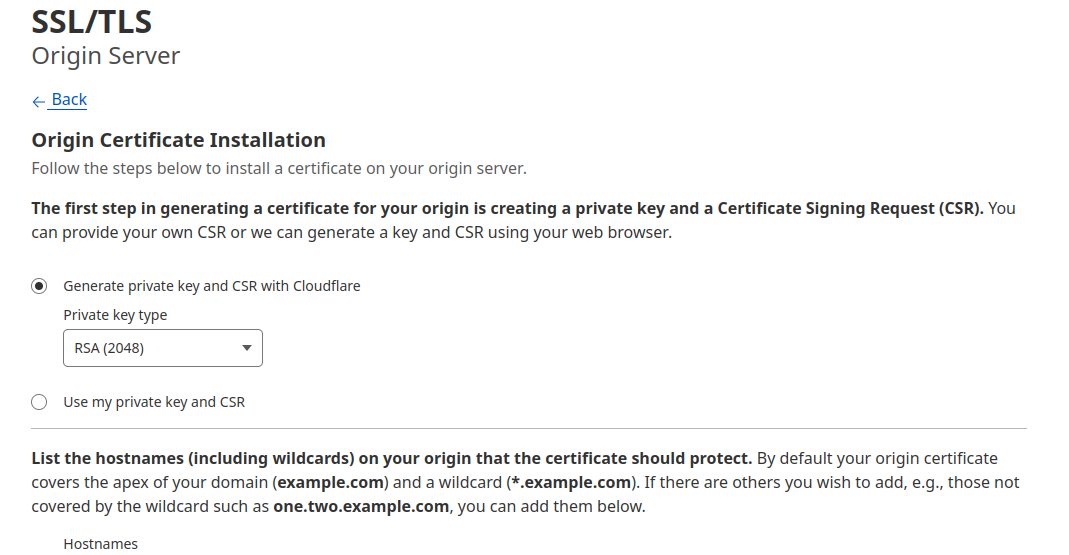 SSL/TLS
Origin Server
← Back
Origin Certificate Installation
Follow the steps below to install a certificate on your origin server.
The first step in generating a certificate for your origin is creating a private key and a Certificate Signing Request (CSR). You
can provide your own CSR or we can generate a key and CSR using your web browser.
Generate private key and CSR with Cloudflare
Private key type
RSA (2048)
Use my private key and CSR
List the hostnames (including wildcards) on your origin that the certificate should protect. By default your origin certificate
covers the apex of your domain (example.com) and a wildcard (*.example.com). If there are others you wish to add, e.g., those not
covered by the wildcard such as one.two.example.com, you can add them below.
Hostnames